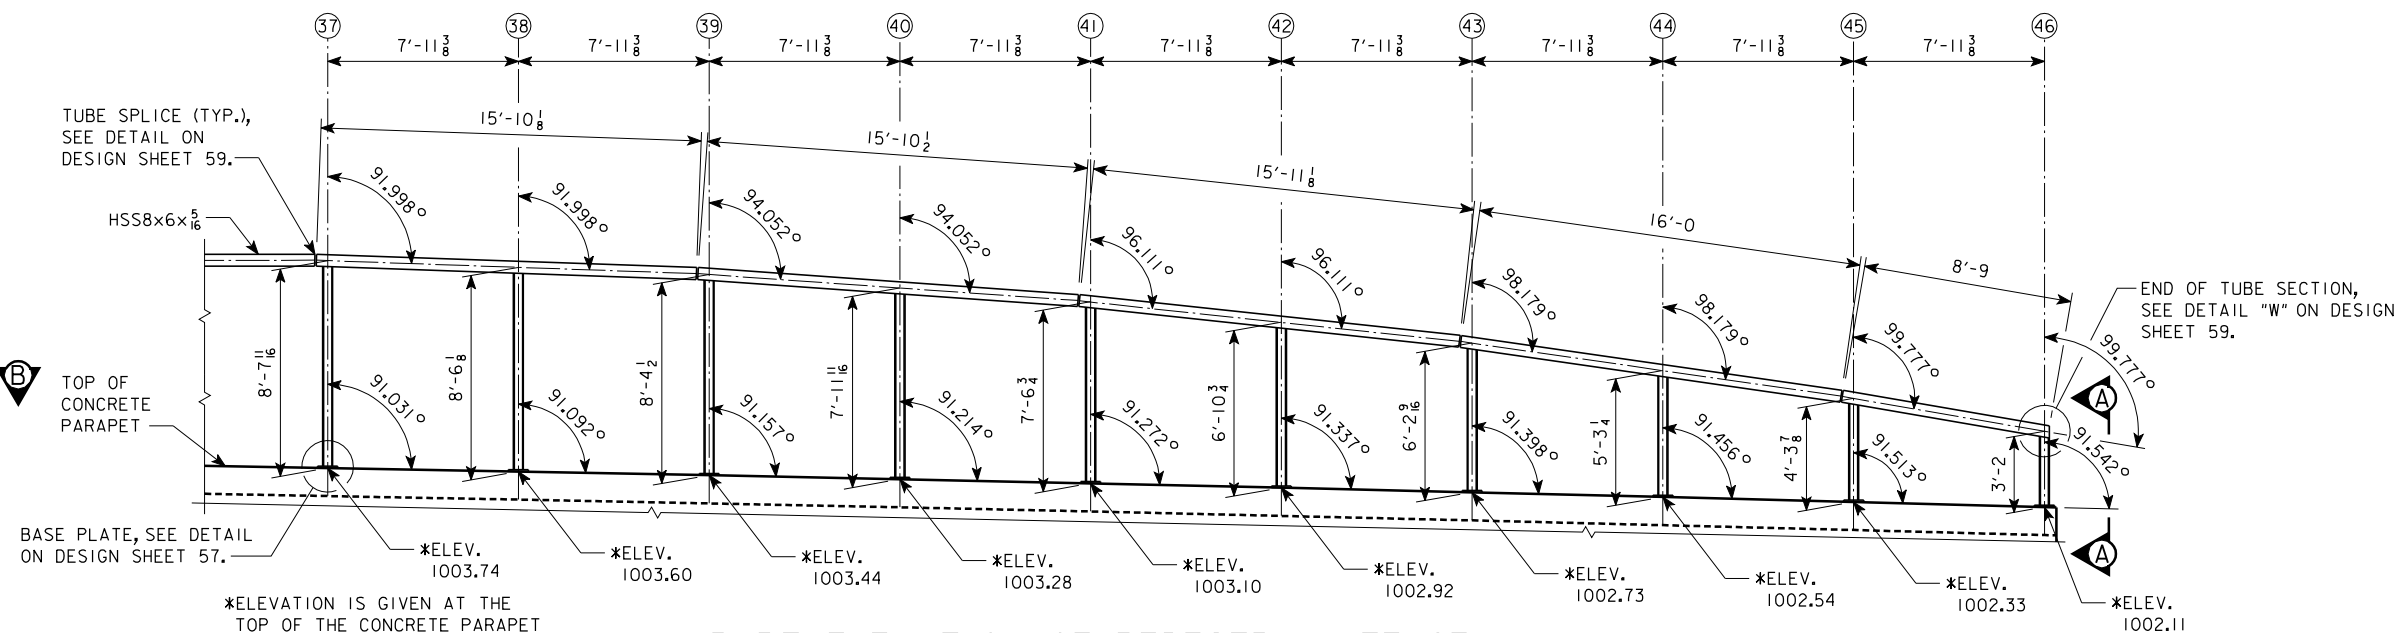 37 38 39 40 41 42 43 44 45 46
7'-11 3/8 7'-11 3/8 7'-11 3/8 7'-11 3/8 7'-11 3/8 7'-11 3/8 7'-11 3/8 7'-11 3/8 7'-11 3/8
TUBE SPLICE (TYP.),
SEE DETAIL ON
DESIGN SHEET 59.
15'-10 1/8
15'-10 1/2
15'-11 1/8
16'-0
8'-9
HSS8x6x 5/16
91.998°
91.998°
94.052°
94.052°
96.111°
96.111°
98.179°
98.179°
99.777°
99.777°
END OF TUBE SECTION,
SEE DETAIL "W" ON DESIGN
SHEET 59.
B
TOP OF
CONCRETE
PARAPET
8'-7 11/16
8'-6 1/8
8'-4 1/2
7'-11 11/16
7'-6 3/4
6'-10 3/4
6'-2 9/16
5'-3 1/4
4'-3 7/8
3'-2
91.031°
91.092°
91.157°
91.214°
91.272°
91.337°
91.398°
91.456°
91.513°
91.542°
A
A
BASE PLATE, SEE DETAIL
ON DESIGN SHEET 57.
*ELEV.
1003.74
*ELEV.
1003.60
*ELEV.
1003.44
*ELEV.
1003.28
*ELEV.
1003.10
*ELEV.
1002.92
*ELEV.
1002.73
*ELEV.
1002.54
*ELEV.
1002.33
*ELEV.
1002.11
*ELEVATION IS GIVEN AT THE
TOP OF THE CONCRETE PARAPET